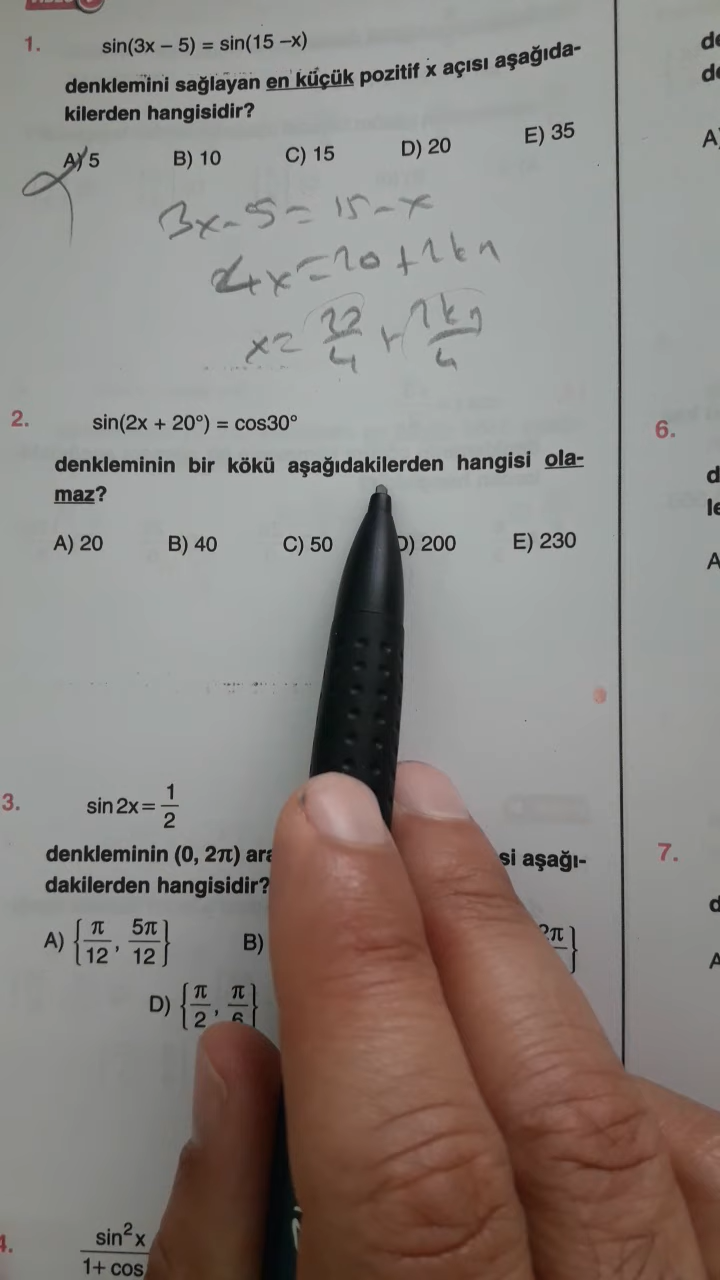 1. sin(3x – 5) = sin(15 –x)
denklemini sağlayan en küçük pozitif x açısı aşağıda-
kilerden hangisidir?
A) 5 B) 10 C) 15 D) 20 E) 35
3x-5=15-x
4x=20+2kπ
2. sin(2x + 20°) = cos30°
denkleminin bir kökü aşağıdakilerden hangisi ola-
maz?
A) 20 B) 40 C) 50 D) 200 E) 230
3. sin2x=1/2
denkleminin (0, 2π)
si aşağı-
dakilerden hangisidir?
A) {π/12, 5π/12} B)
D) {π/2, π/6}
sin²x
1+ cos
6.
7.